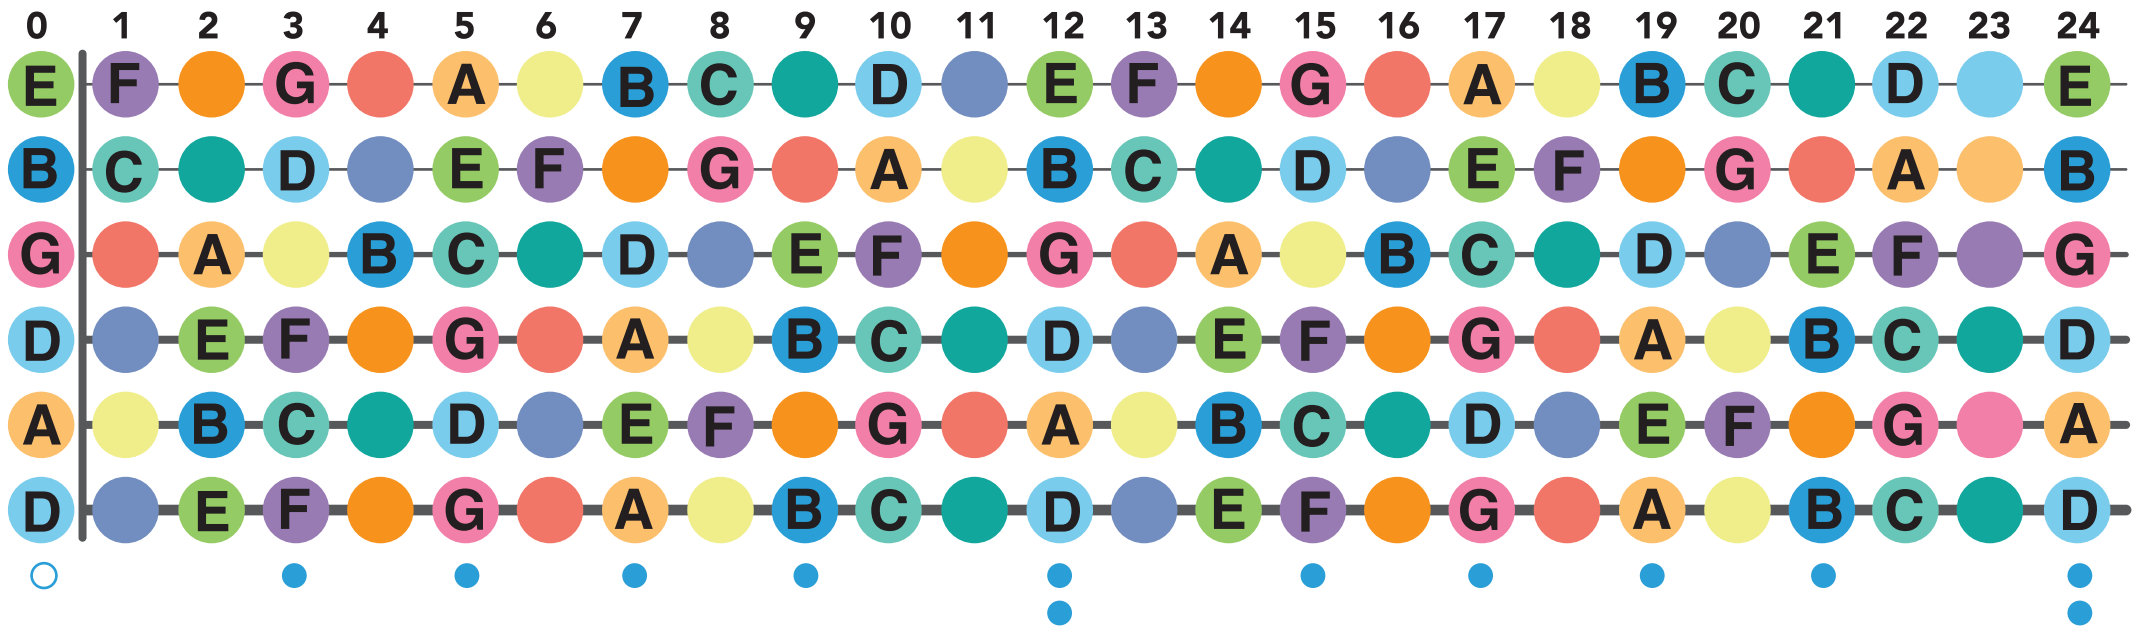 0 1 2 3 4 5 6 7 8 9 10 11 12 13 14 15 16 17 18 19 20 21 22 23 24
E F G A B C D E F G A B C D E
B C D E F G A B C D E F G A B
G A B C D E F G A B C D E F G
D E F G A B C D E F G A B C D
A B C D E F G A B C D E F G A
D E F G A B C D E F G A B C D